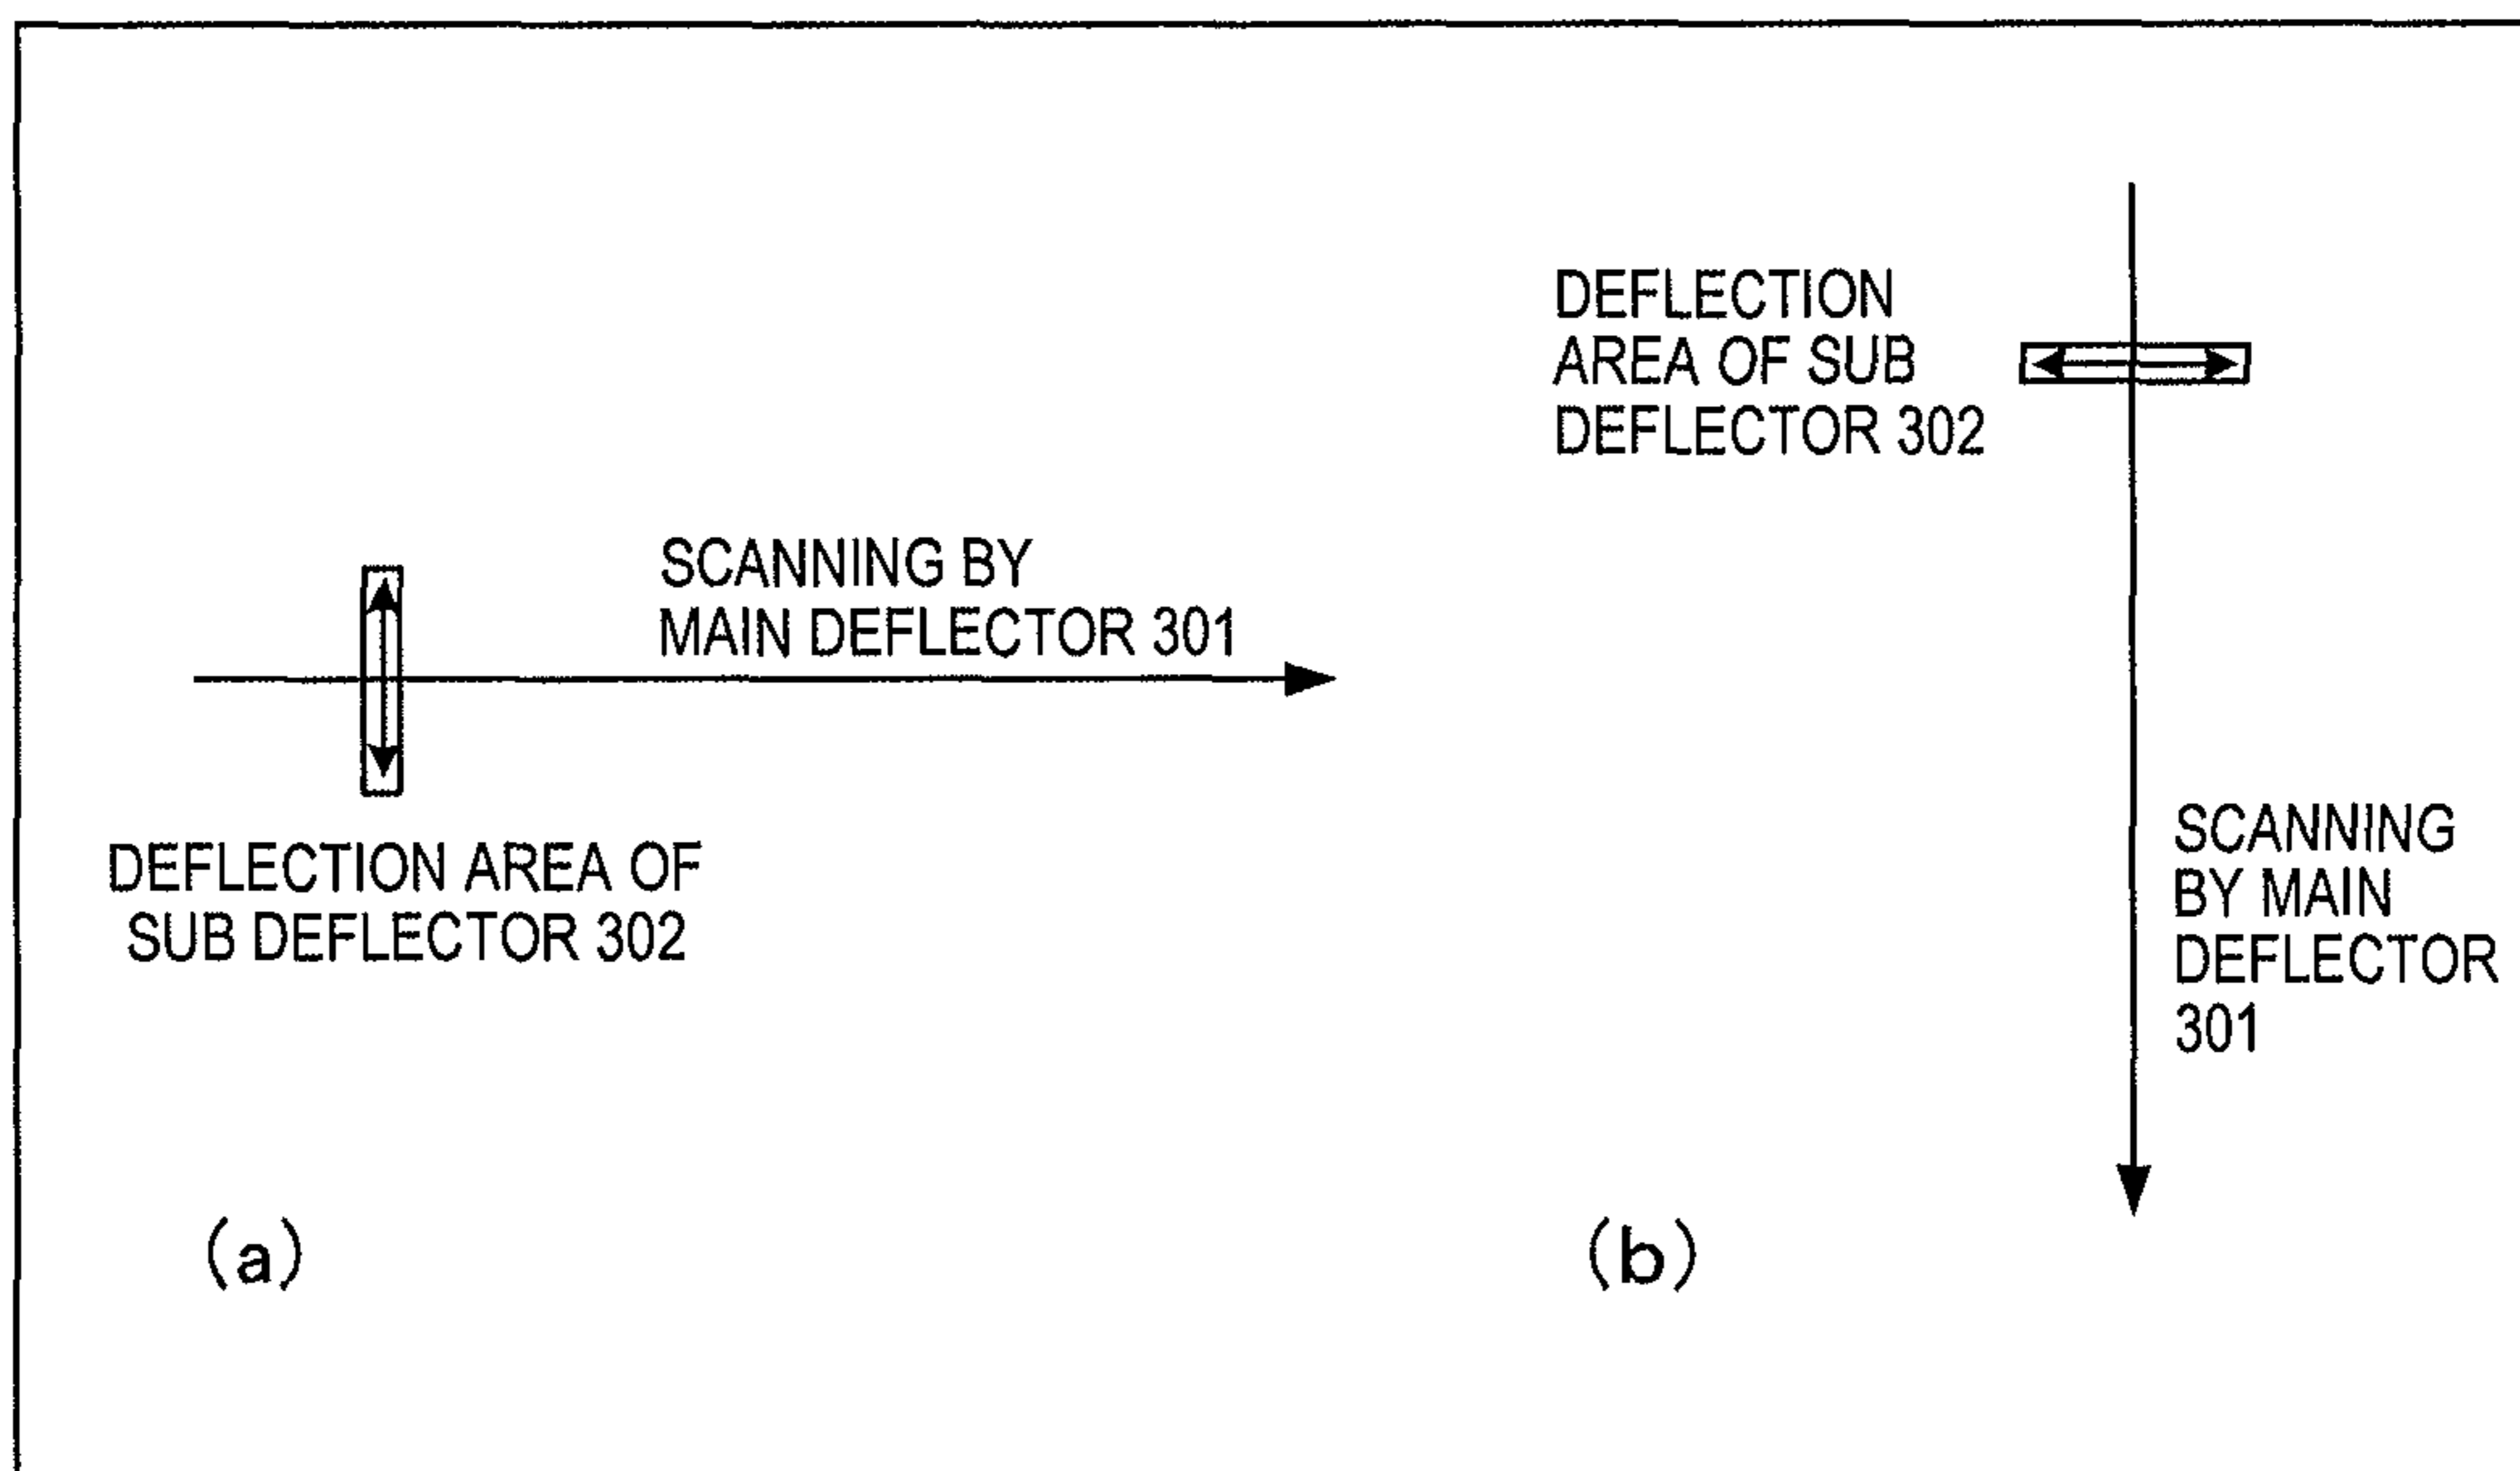 SCANNING BY
MAIN DEFLECTOR 301
DEFLECTION AREA OF
SUB DEFLECTOR 302
(a)
DEFLECTION
AREA OF SUB
DEFLECTOR 302
SCANNING
BY MAIN
DEFLECTOR
301
(b)